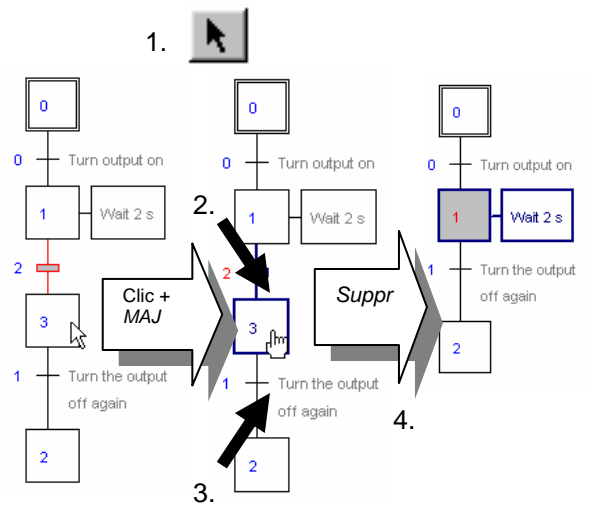 1.
0
0 Turn output on
1 Wait 2 s
2
3
1 Turn the output
off again
2
Clic +
MAJ
0
0 Turn output on
2.
1 Wait 2 s
2
3
1 Turn the output
off again
2
3.
Suppr
0
0 Turn output on
1 Wait 2 s
1 Turn the output
off again
2
4.